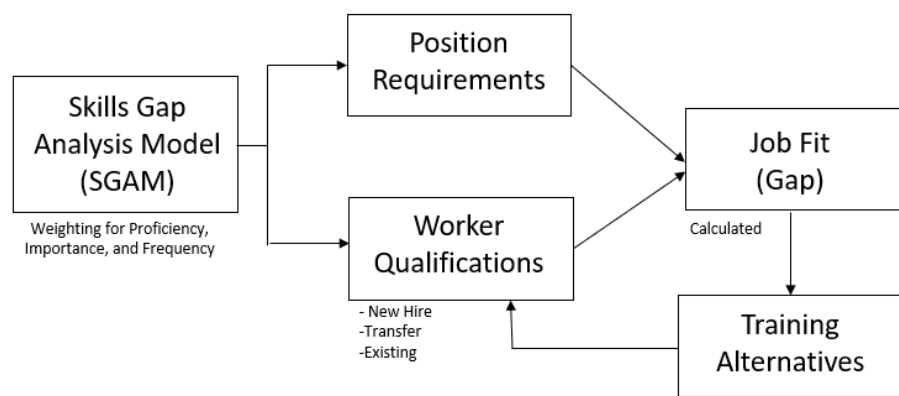 Skills Gap
Analysis Model
(SGAM)
Weighting for Proficiency,
Importance, and Frequency
Position
Requirements
Worker
Qualifications
- New Hire
-Transfer
-Existing
Job Fit
(Gap)
Calculated
Training
Alternatives